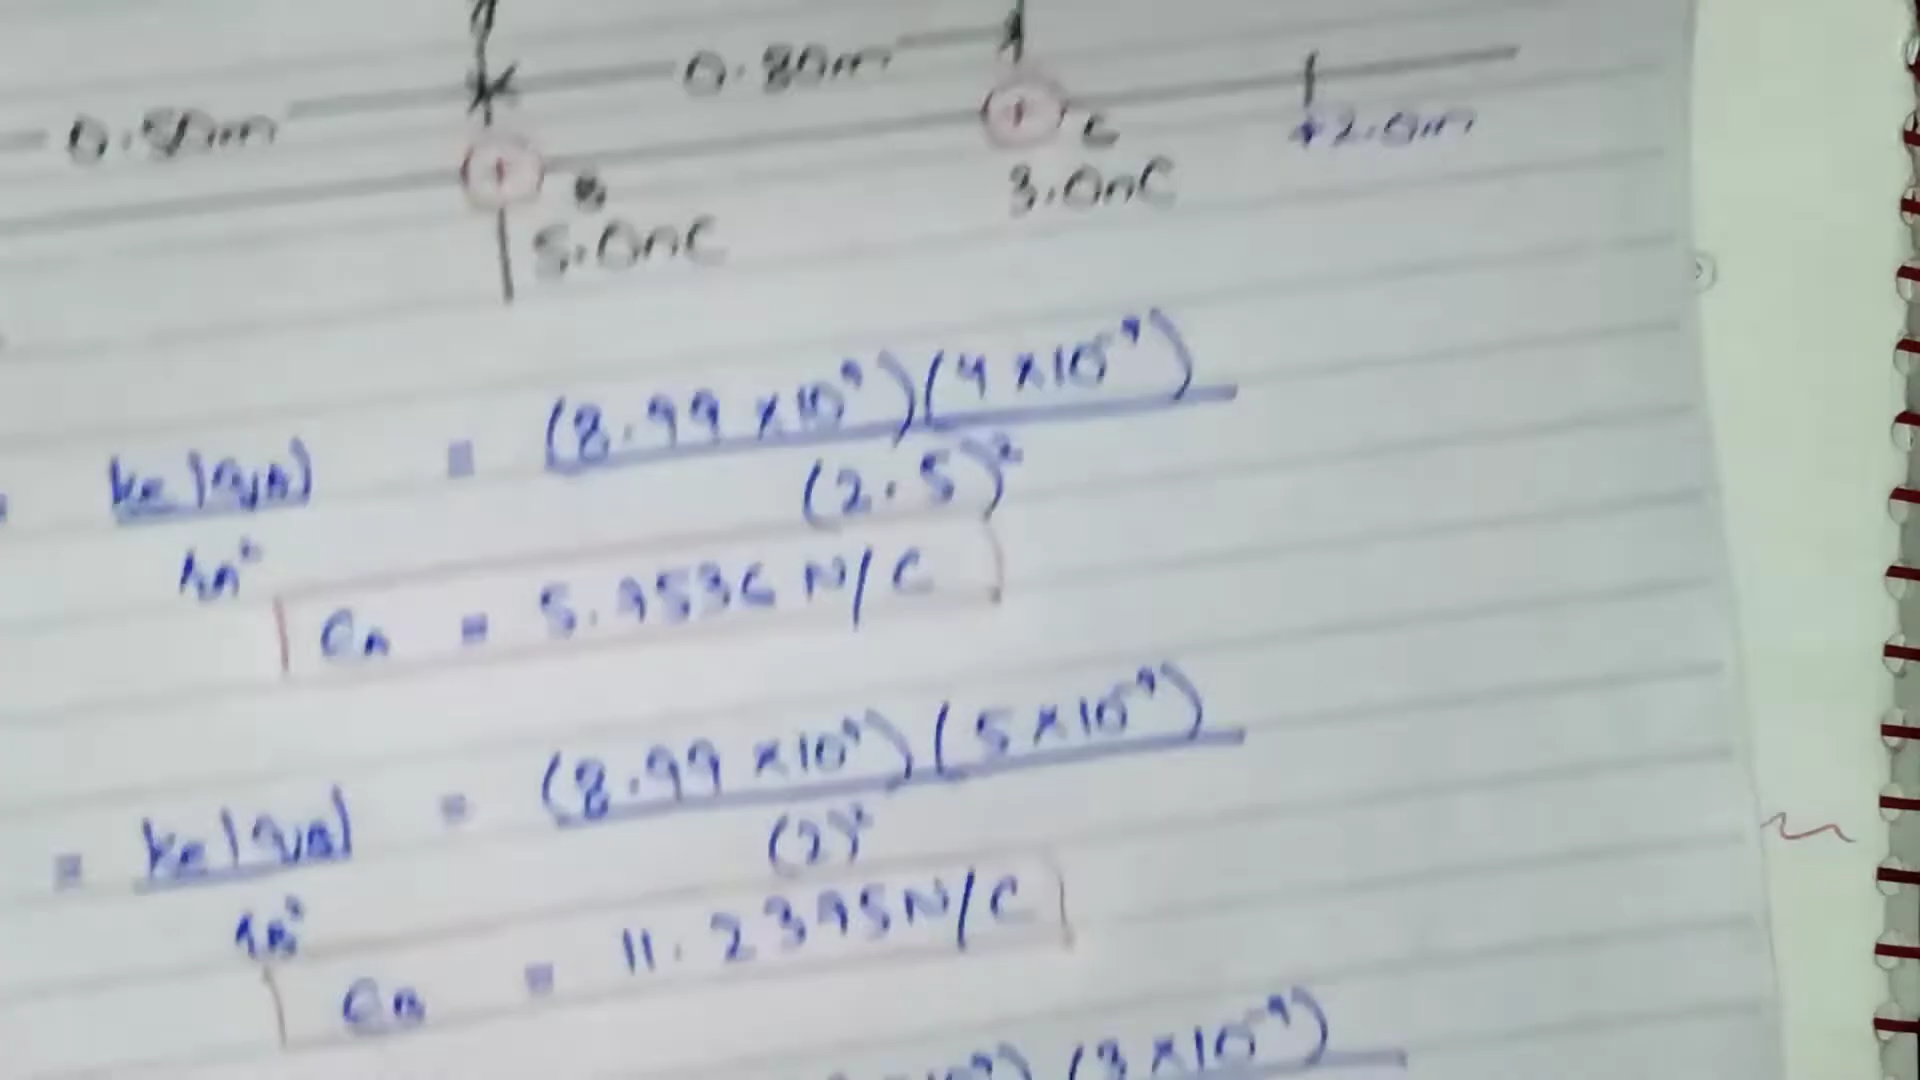 0.50m 0.80m
+ B + C +2.0m
5.0nC 3.0nC
ke|qA| = (8.99 x 10⁹)(4 x 10⁻⁹)
rA² (2.5)²
eA = 5.7536 N/C
= ke|qB| = (8.99 x 10⁹)(5 x 10⁻⁹)
rB² (2)²
eB = 11.2375 N/C
(3 x 10⁻⁹)